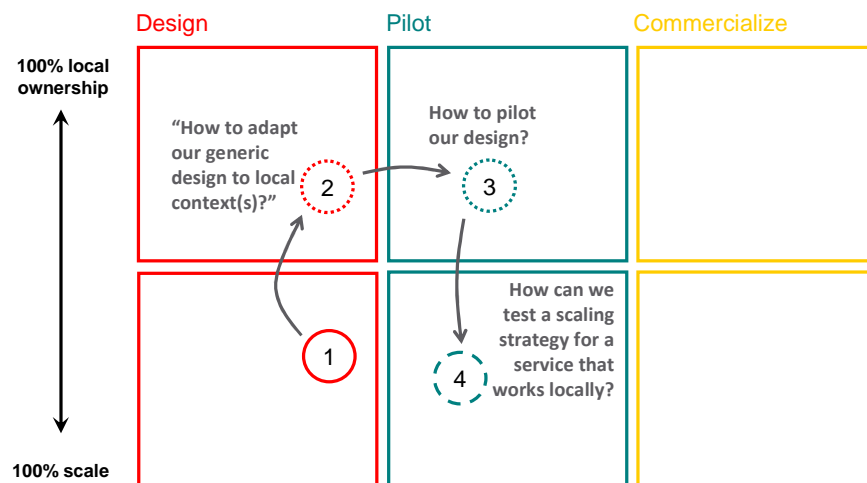 Design
Pilot
Commercialize
100% local
ownership
“How to adapt
our generic
design to local
context(s)?”
2
How to pilot
our design?
3
1
How can we
test a scaling
strategy for a
service that
works locally?
4
100% scale